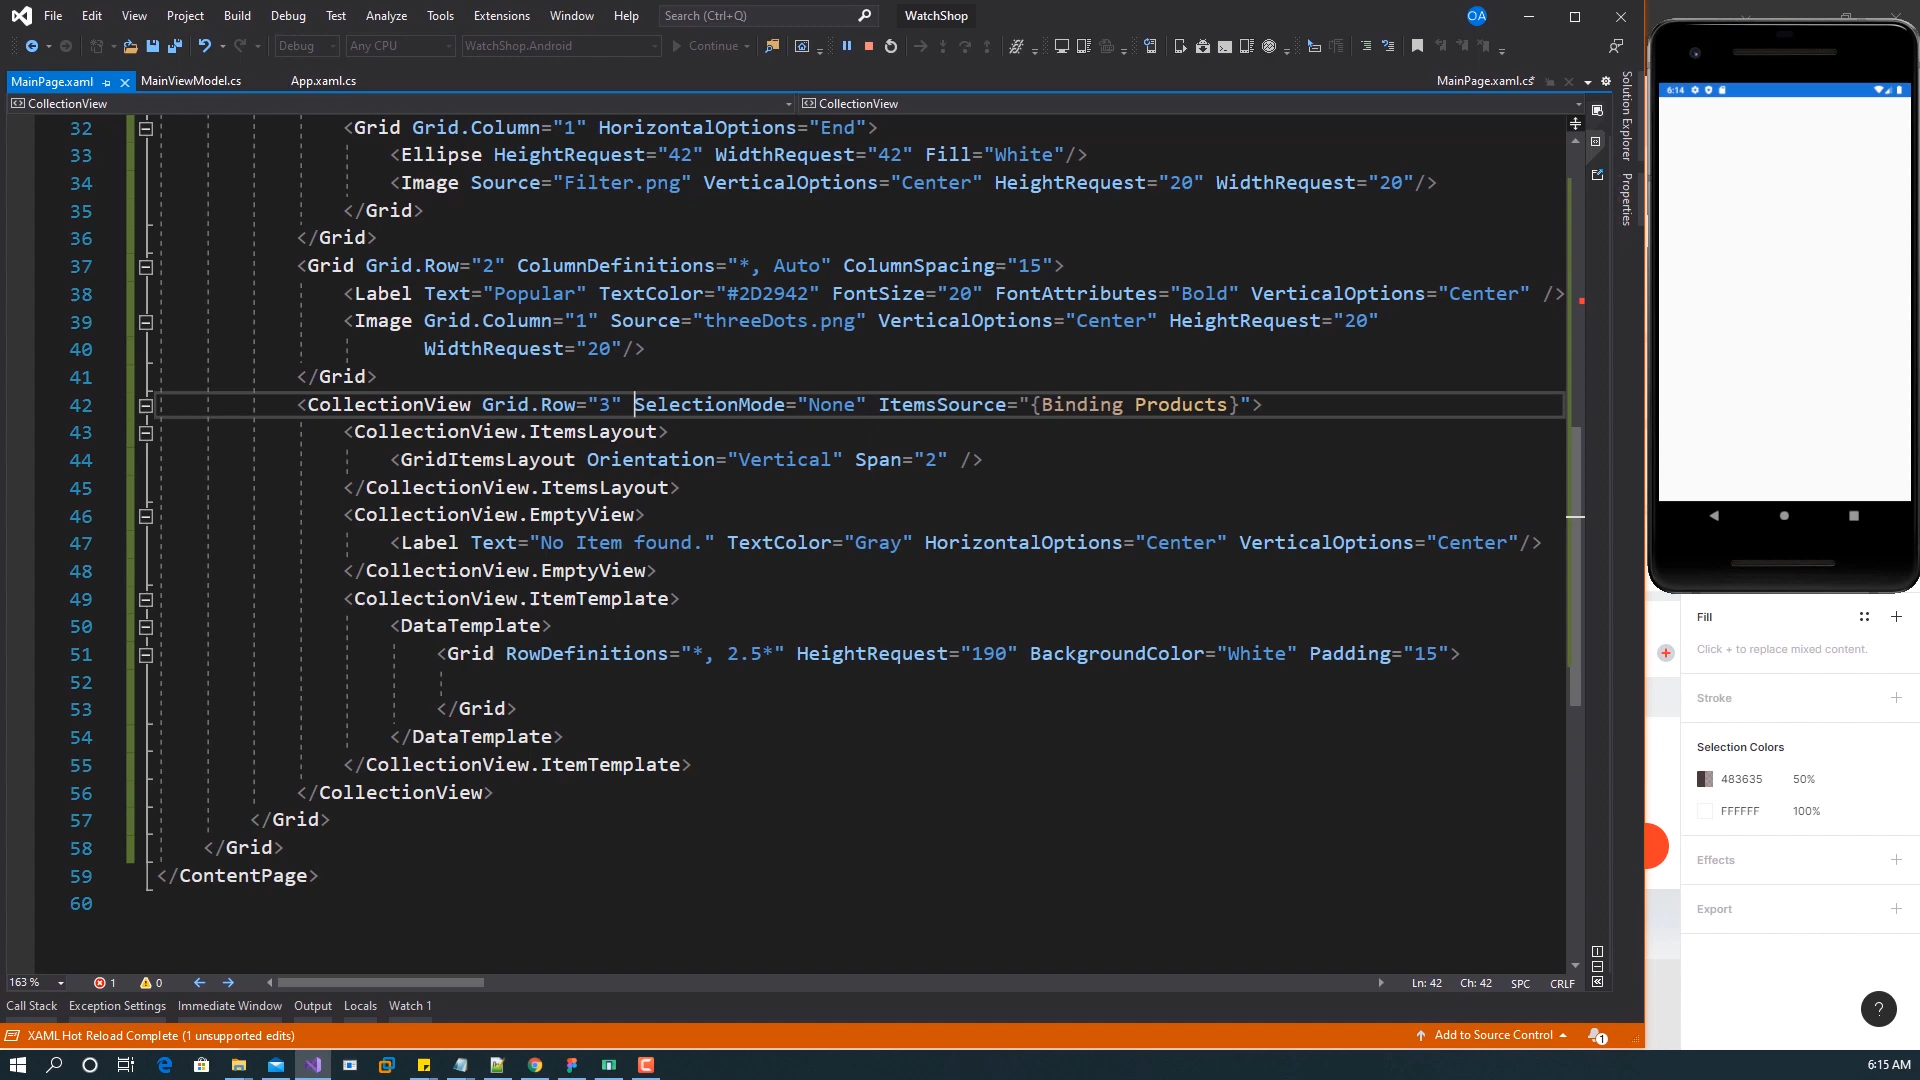 File Edit View Project Build Debug Test Analyze Tools Extensions Window Help Search (Ctrl+Q) WatchShop OA
Debug Any CPU WatchShop.Android Continue
MainPage.xaml MainViewModel.cs App.xaml.cs MainPage.xaml.cs*
CollectionView CollectionView
32 <Grid Grid.Column="1" HorizontalOptions="End">
33 <Ellipse HeightRequest="42" WidthRequest="42" Fill="White"/>
34 <Image Source="Filter.png" VerticalOptions="Center" HeightRequest="20" WidthRequest="20"/>
35 </Grid>
36 </Grid>
37 <Grid Grid.Row="2" ColumnDefinitions="*, Auto" ColumnSpacing="15">
38 <Label Text="Popular" TextColor="#2D2942" FontSize="20" FontAttributes="Bold" VerticalOptions="Center" />
39 <Image Grid.Column="1" Source="threeDots.png" VerticalOptions="Center" HeightRequest="20"
40 WidthRequest="20"/>
41 </Grid>
42 <CollectionView Grid.Row="3" SelectionMode="None" ItemsSource="{Binding Products}">
43 <CollectionView.ItemsLayout>
44 <GridItemsLayout Orientation="Vertical" Span="2" />
45 </CollectionView.ItemsLayout>
46 <CollectionView.EmptyView>
47 <Label Text="No Item found." TextColor="Gray" HorizontalOptions="Center" VerticalOptions="Center"/>
48 </CollectionView.EmptyView>
49 <CollectionView.ItemTemplate>
50 <DataTemplate>
51 <Grid RowDefinitions="*, 2.5*" HeightRequest="190" BackgroundColor="White" Padding="15">
52
53 </Grid>
54 </DataTemplate>
55 </CollectionView.ItemTemplate>
56 </CollectionView>
57 </Grid>
58 </Grid>
59 </ContentPage>
60
163 % 1 0 Ln: 42 Ch: 42 SPC CRLF
Call Stack Exception Settings Immediate Window Output Locals Watch 1
XAML Hot Reload Complete (1 unsupported edits) Add to Source Control 1
Solution Explorer
Properties
6:14
Fill
Click + to replace mixed content.
Stroke
Selection Colors
483635 50%
FFFFFF 100%
Effects
Export
?
6:15 AM